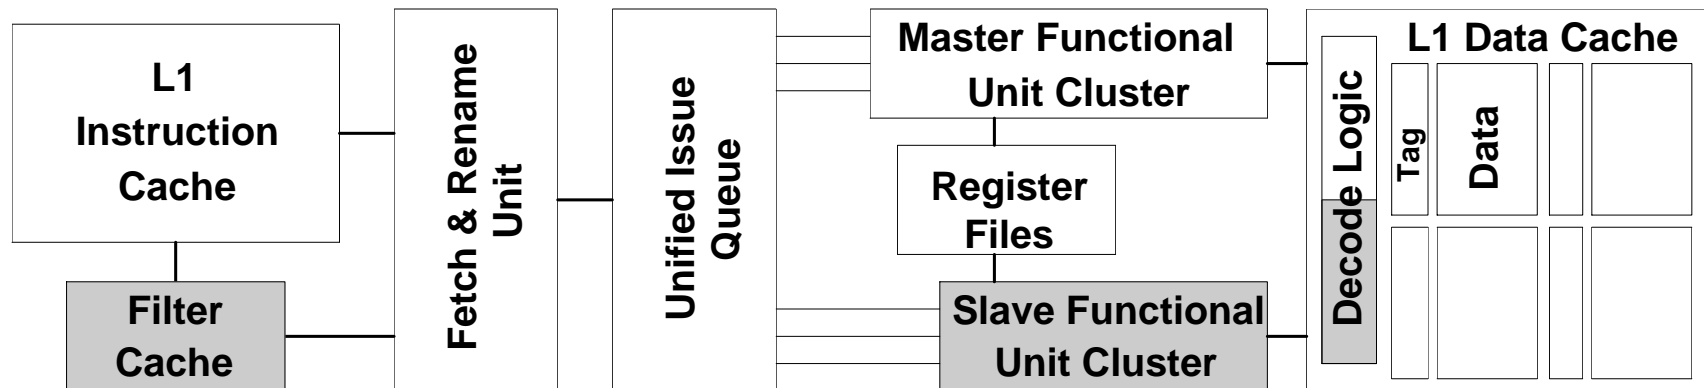 L1
Instruction
Cache
Filter
Cache
Fetch & Rename
Unit
Unified Issue
Queue
Master Functional
Unit Cluster
Register
Files
Slave Functional
Unit Cluster
Decode Logic
L1 Data Cache
Tag
Data